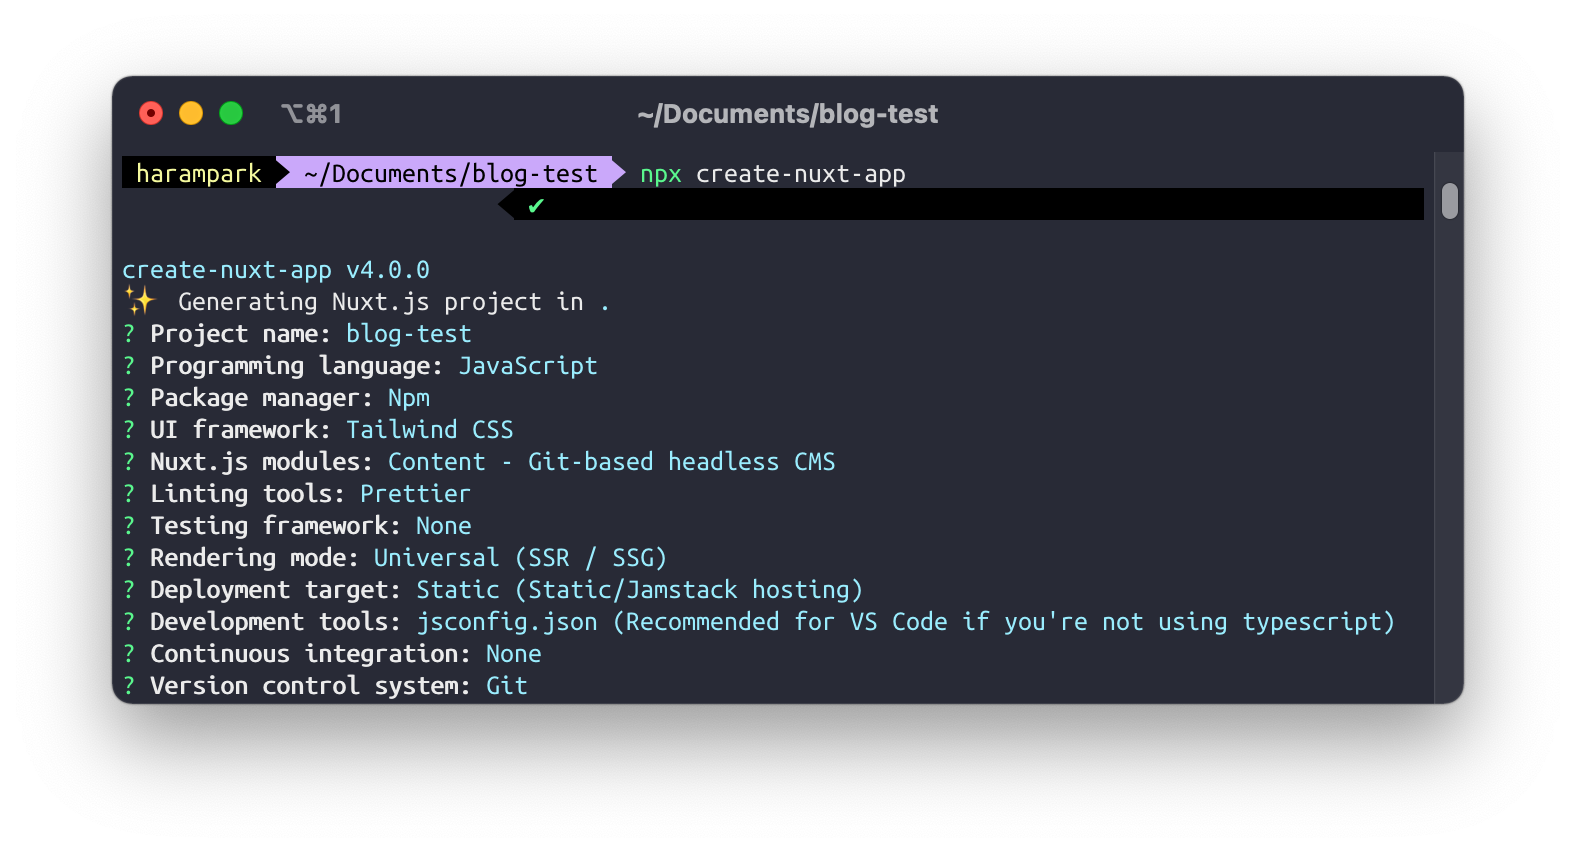 ⌥⌘1
~/Documents/blog-test
harampark ~/Documents/blog-test npx create-nuxt-app
✔
create-nuxt-app v4.0.0
✨ Generating Nuxt.js project in .
? Project name: blog-test
? Programming language: JavaScript
? Package manager: Npm
? UI framework: Tailwind CSS
? Nuxt.js modules: Content - Git-based headless CMS
? Linting tools: Prettier
? Testing framework: None
? Rendering mode: Universal (SSR / SSG)
? Deployment target: Static (Static/Jamstack hosting)
? Development tools: jsconfig.json (Recommended for VS Code if you're not using typescript)
? Continuous integration: None
? Version control system: Git